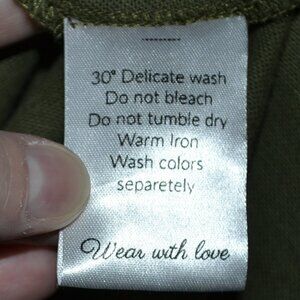 30° Delicate wash
Do not bleach
Do not tumble dry
Warm Iron
Wash colors
separetely
Wear with love